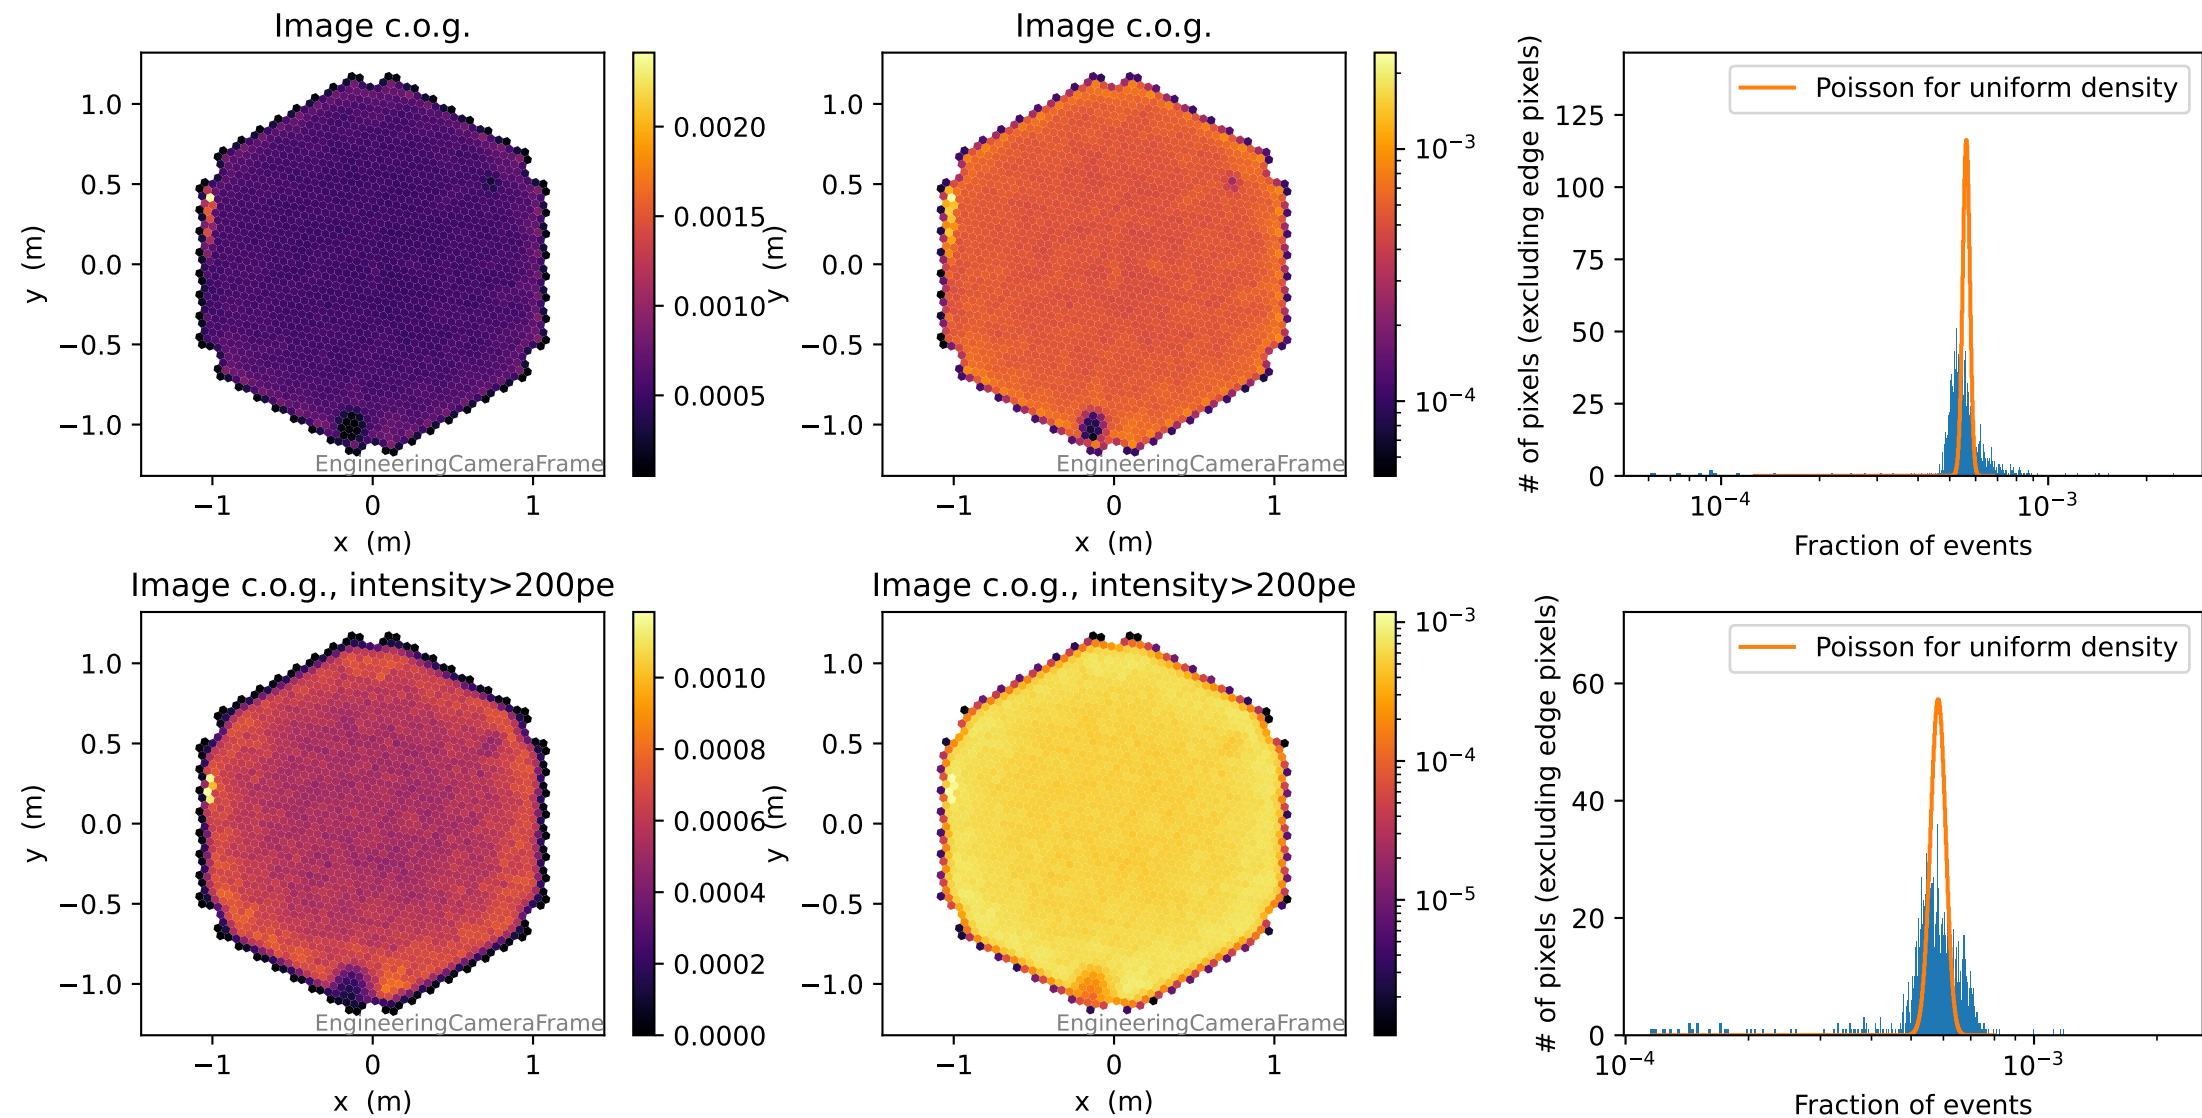 Image c.o.g.
1.0
0.5
0.0
−0.5
−1.0
y (m)
−1 0 1
x (m)
EngineeringCameraFrame
0.0020
0.0015
0.0010
0.0005
Image c.o.g.
1.0
0.5
0.0
−0.5
−1.0
y (m)
−1 0 1
x (m)
EngineeringCameraFrame
10⁻³
10⁻⁴
# of pixels (excluding edge pixels)
125
100
75
50
25
0
Poisson for uniform density
10⁻⁴ 10⁻³
Fraction of events
Image c.o.g., intensity>200pe
1.0
0.5
0.0
−0.5
−1.0
y (m)
−1 0 1
x (m)
EngineeringCameraFrame
0.0010
0.0008
0.0006
0.0004
0.0002
0.0000
Image c.o.g., intensity>200pe
1.0
0.5
0.0
−0.5
−1.0
y (m)
−1 0 1
x (m)
EngineeringCameraFrame
10⁻³
10⁻⁴
10⁻⁵
# of pixels (excluding edge pixels)
60
40
20
0
Poisson for uniform density
10⁻⁴ 10⁻³
Fraction of events